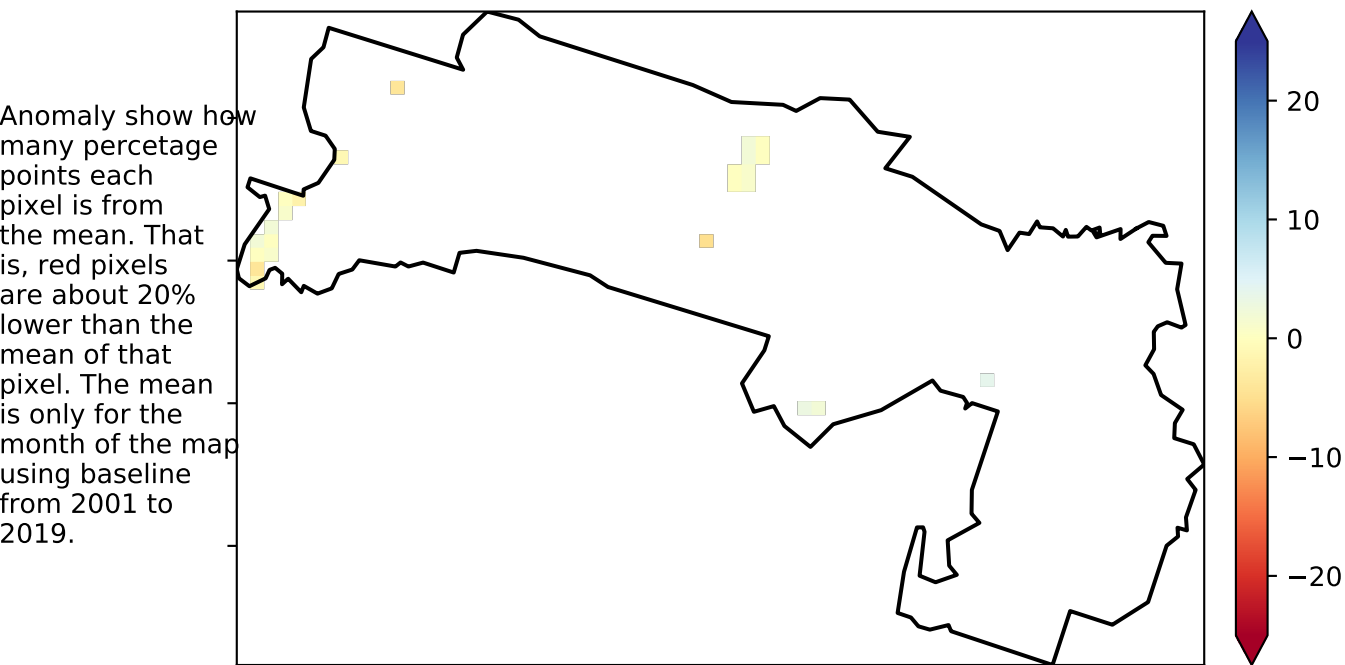 Anomaly show how
many percetage
points each
pixel is from
the mean. That
is, red pixels
are about 20%
lower than the
mean of that
pixel. The mean
is only for the
month of the map
using baseline
from 2001 to
2019.
20
10
0
−10
−20